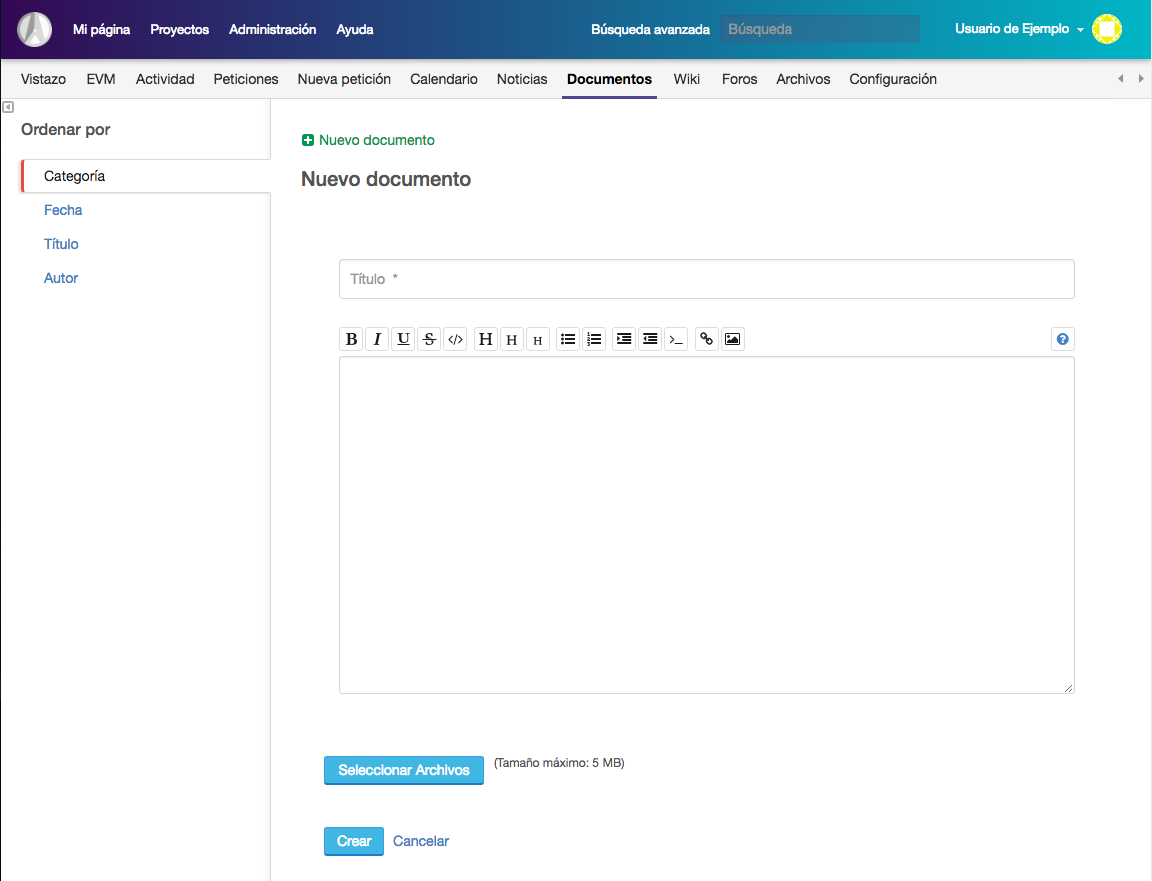 Mi página Proyectos Administración Ayuda Búsqueda avanzada Búsqueda Usuario de Ejemplo
Vistazo EVM Actividad Peticiones Nueva petición Calendario Noticias Documentos Wiki Foros Archivos Configuración
Ordenar por
Categoría
Fecha
Título
Autor
Nuevo documento
Nuevo documento
Título *
B I U S </> H H H >_ ?
Seleccionar Archivos (Tamaño máximo: 5 MB)
Crear Cancelar